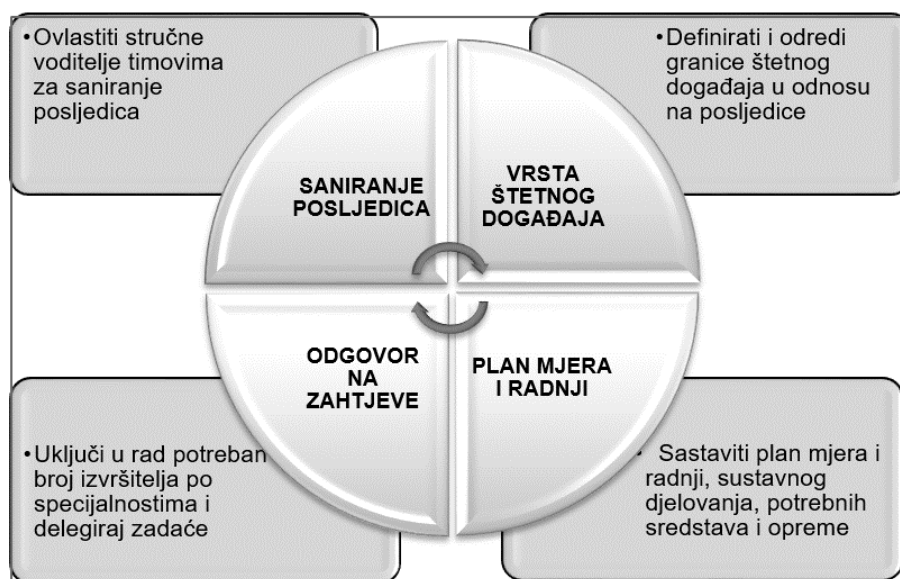 •Ovlastiti stručne
voditelje timovima
za saniranje
posljedica
•Definirati i odredi
granice štetnog
događaja u odnosu
na posljedice
SANIRANJE
POSLJEDICA
VRSTA
ŠTETNOG
DOGAĐAJA
ODGOVOR
NA
ZAHTJEVE
PLAN MJERA
I RADNJI
•Uključi u rad potreban
broj izvršitelja po
specijalnostima i
delegiraj zadaće
• Sastaviti plan mjera i
radnji, sustavnog
djelovanja, potrebnih
sredstava i opreme